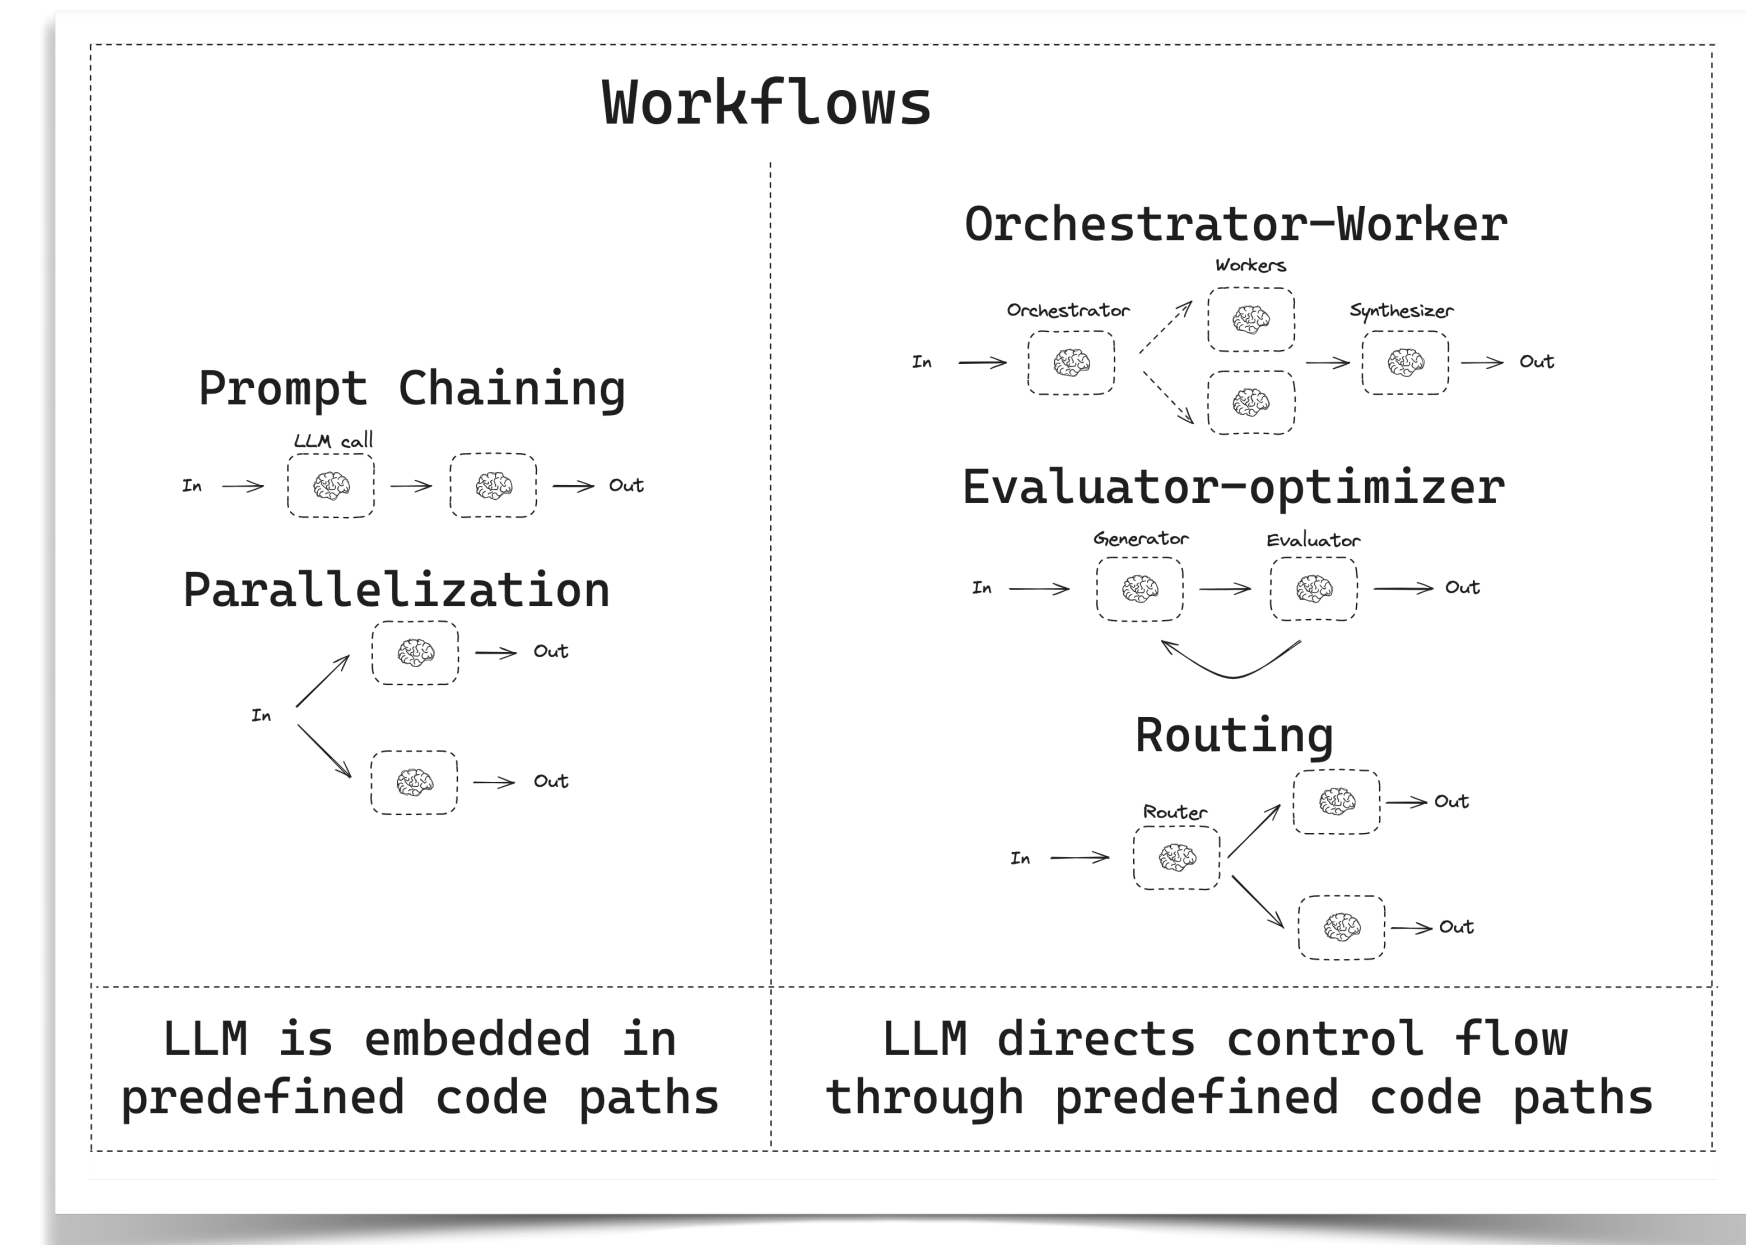 Workflows
Prompt Chaining
LLM call
In
Out
Parallelization
Out
In
Out
Orchestrator-Worker
Workers
Orchestrator
Synthesizer
In
Out
Evaluator-optimizer
Generator
Evaluator
In
Out
Routing
Router
Out
In
Out
LLM is embedded in
predefined code paths
LLM directs control flow
through predefined code paths